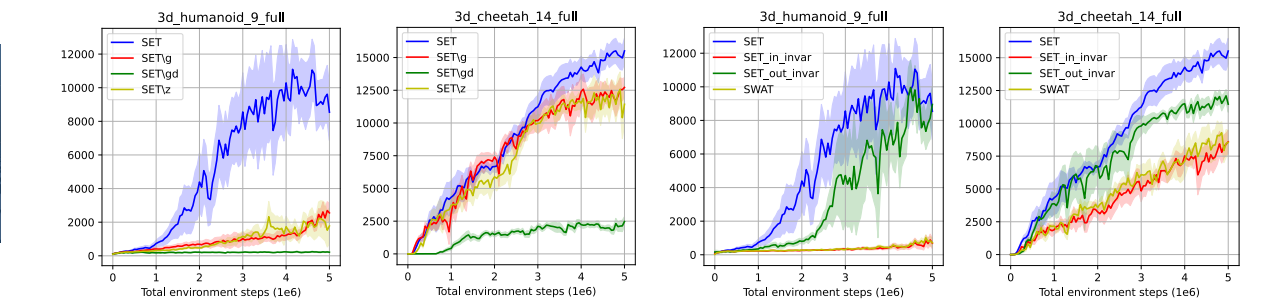 3d_humanoid_9_full
12000
10000
8000
6000
4000
2000
0
SET
SET\g
SET\gd
SET\z
0 1 2 3 4 5
Total environment steps (1e6)
3d_cheetah_14_full
15000
12500
10000
7500
5000
2500
0
SET
SET\g
SET\gd
SET\z
0 1 2 3 4 5
Total environment steps (1e6)
3d_humanoid_9_full
12000
10000
8000
6000
4000
2000
0
SET
SET_in_invar
SET_out_invar
SWAT
0 1 2 3 4 5
Total environment steps (1e6)
3d_cheetah_14_full
15000
12500
10000
7500
5000
2500
0
SET
SET_in_invar
SET_out_invar
SWAT
0 1 2 3 4 5
Total environment steps (1e6)